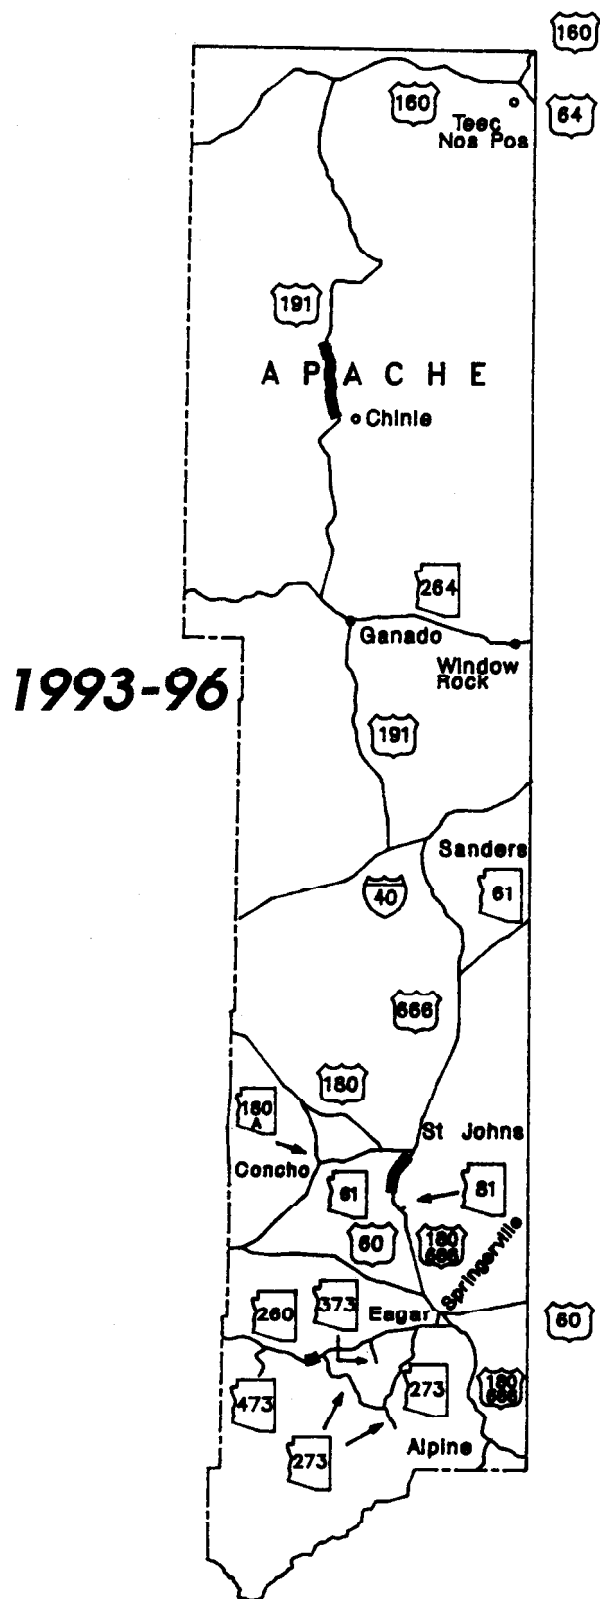 160
160
64
Teec
Nos Pos
191
APACHE
Chinle
264
Ganado
Window
Rock
1993-96
191
Sanders
40
61
666
180
180
A
St Johns
Concho
61
81
60
180
666
Springerville
373
260
Eagar
60
473
273
180
666
Alpine
273